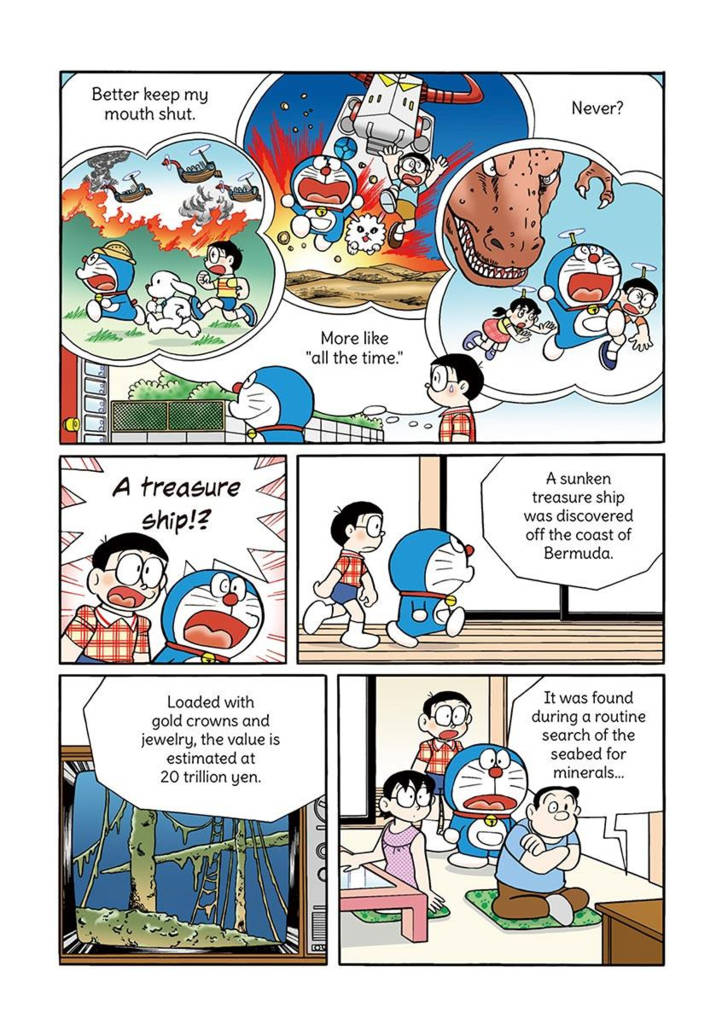 Never?
More like
"all the time."
Better keep my
mouth shut.
A sunken
treasure ship
was discovered
off the coast of
Bermuda.
A treasure
ship!?
It was found
during a routine
search of the
seabed for
minerals...
Loaded with
gold crowns and
jewelry, the value is
estimated at
20 trillion yen.